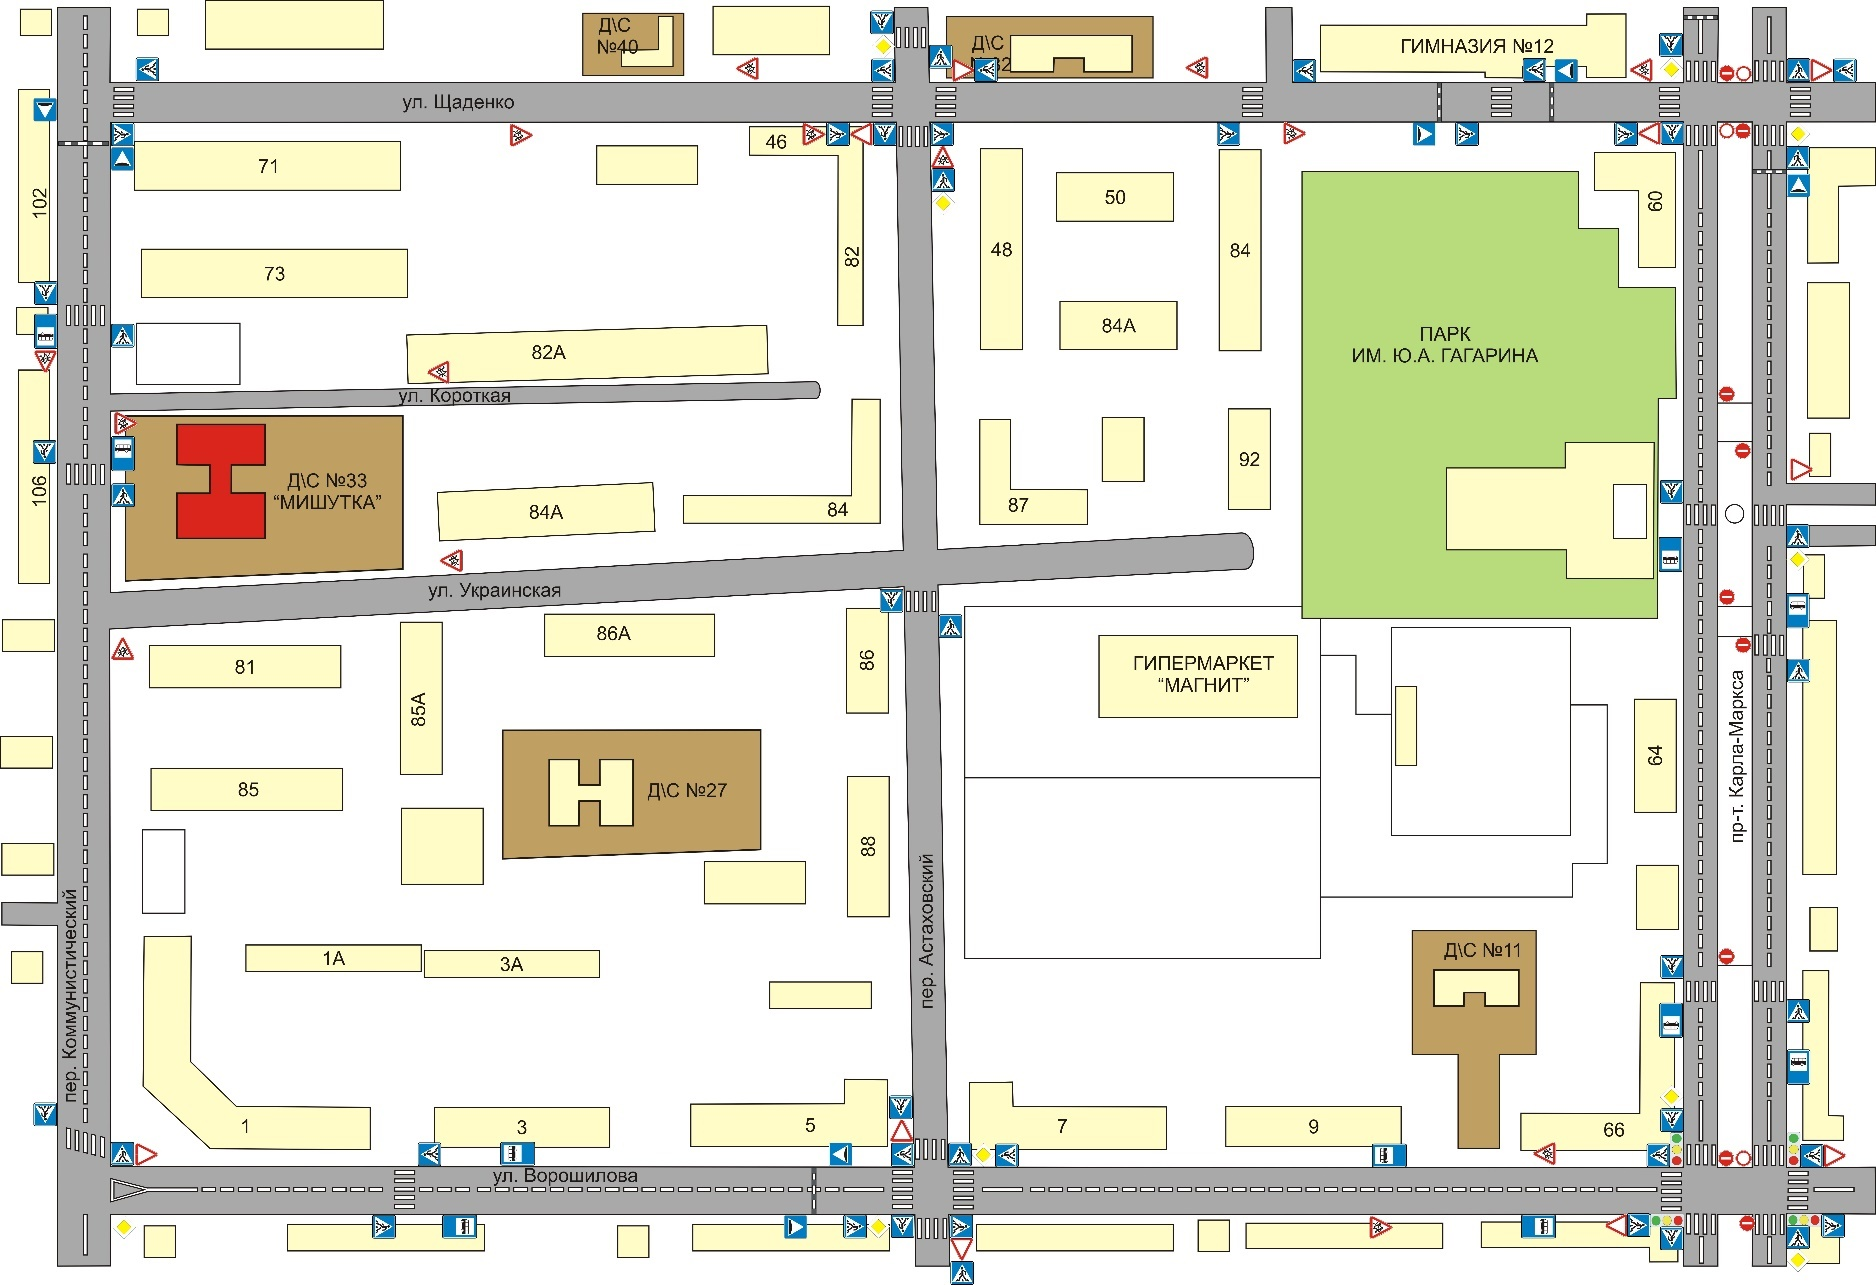 Д\С
№40
Д\С
№32
ГИМНАЗИЯ №12
ул. Щаденко
46
71
102
50
60
48
84
82
73
84А
ПАРК
ИМ. Ю.А. ГАГАРИНА
82А
ул. Короткая
92
Д\С №33
“МИШУТКА”
106
84А
84
87
ул. Украинская
86А
81
86
ГИПЕРМАРКЕТ
“МАГНИТ”
85А
64
пр-т. Карла-Маркса
85
Д\С №27
88
пер. Астаховский
пер. Коммунистический
1А
3А
Д\С №11
1
3
5
7
9
66
ул. Ворошилова